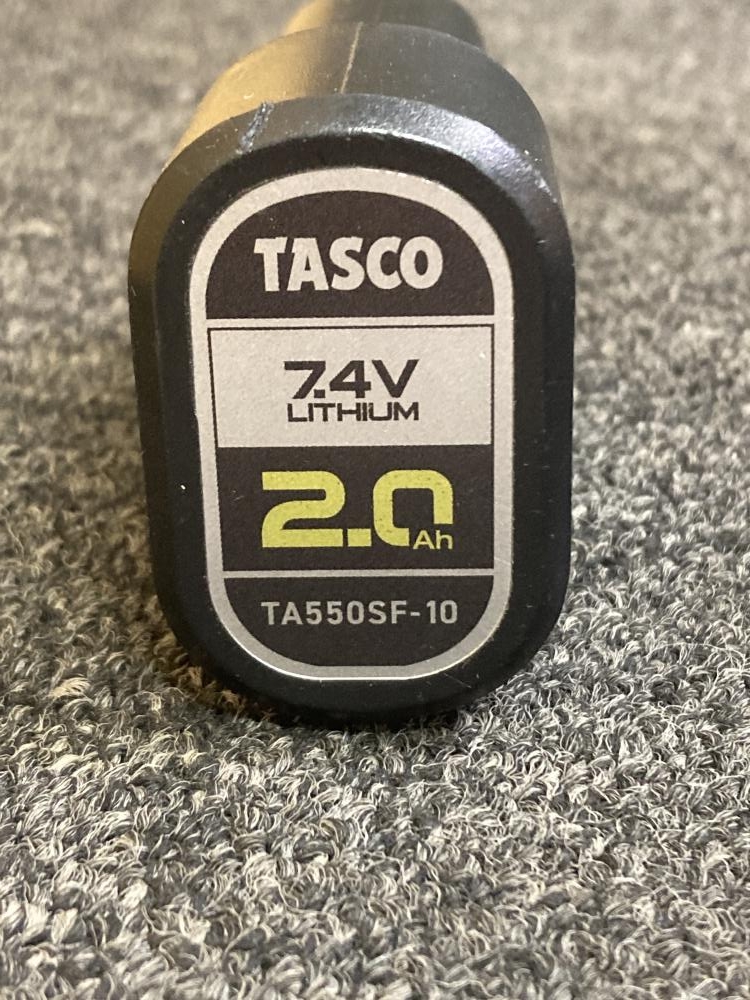 TASCO
7.4V
LITHIUM
2.0Ah
TA550SF-10